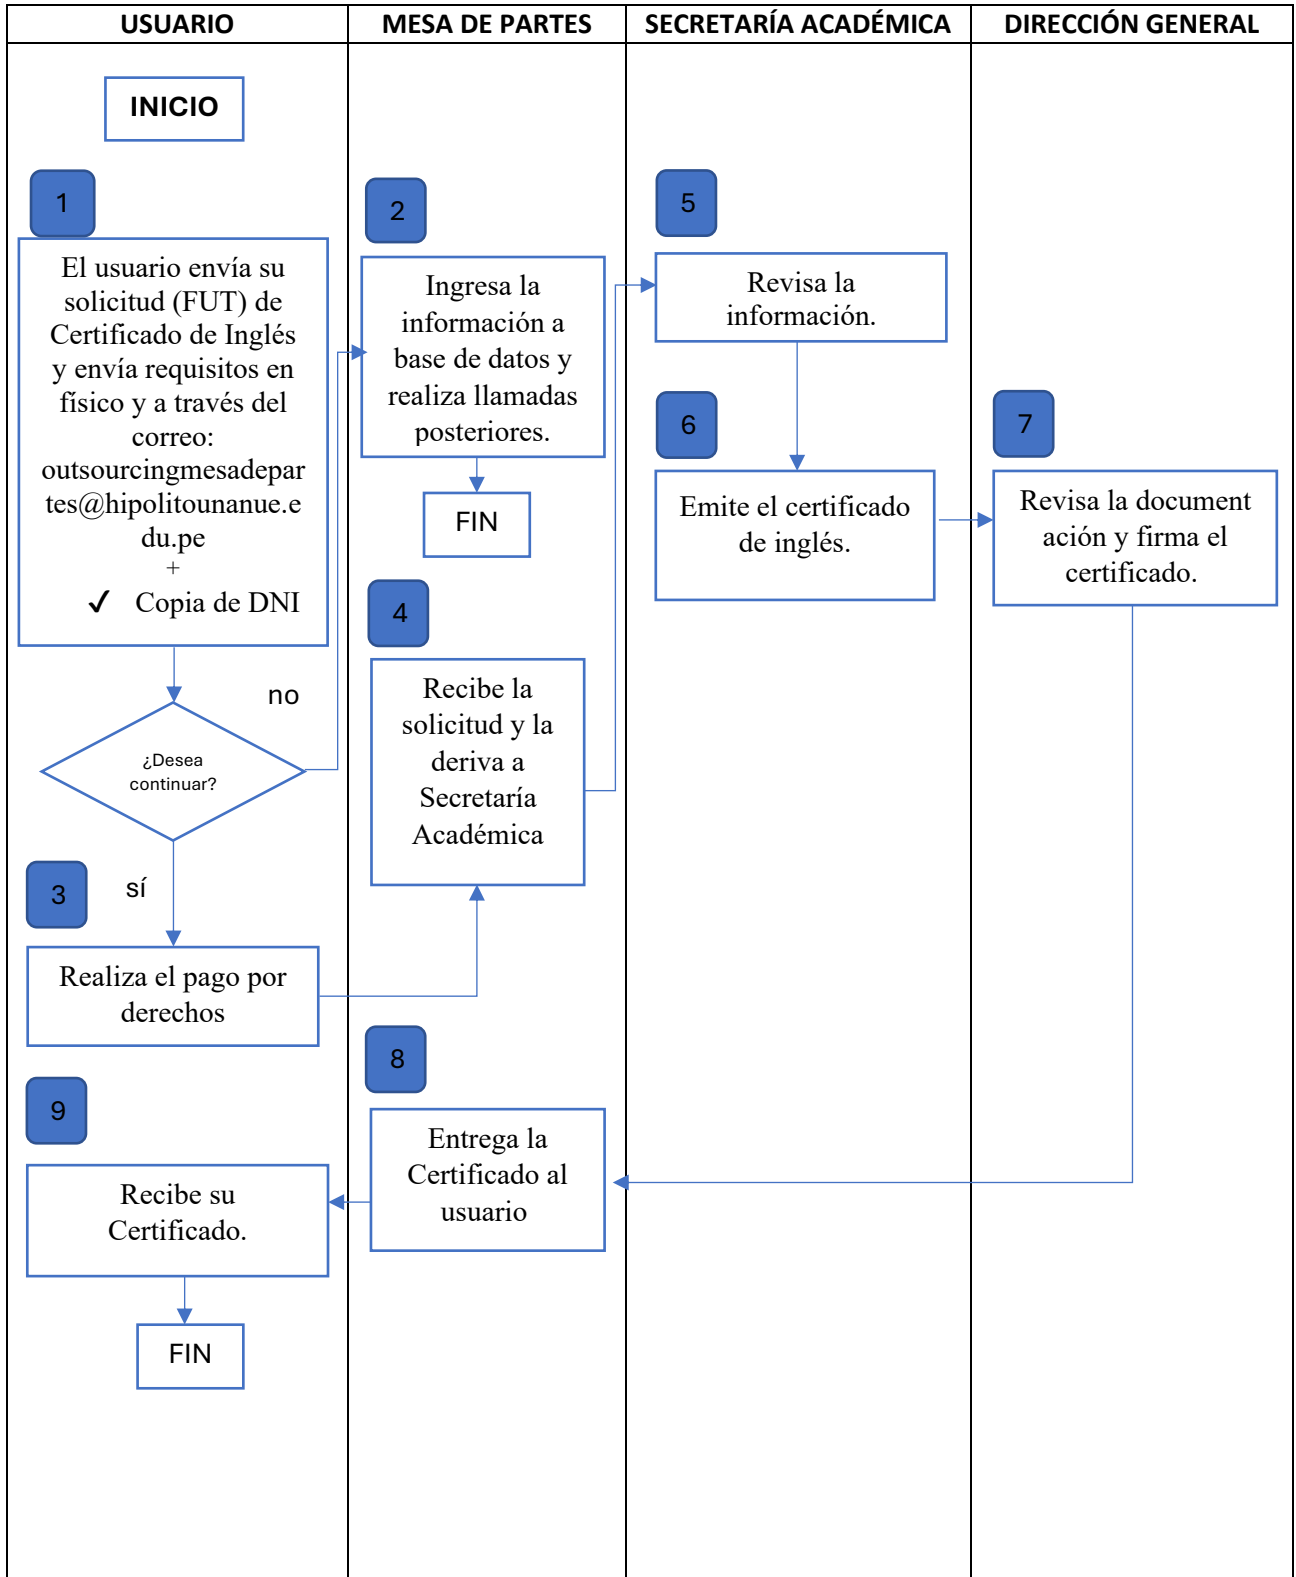 USUARIO
MESA DE PARTES
SECRETARÍA ACADÉMICA
DIRECCIÓN GENERAL
INICIO
1
El usuario envía su
solicitud (FUT) de
Certificado de Inglés
y envía requisitos en
físico y a través del
correo:
outsourcingmesadepar
tes@hipolitounanue.e
du.pe
+
✓ Copia de DNI
no
¿Desea
continuar?
sí
2
Ingresa la
información a
base de datos y
realiza llamadas
posteriores.
FIN
3
Realiza el pago por
derechos
4
Recibe la
solicitud y la
deriva a
Secretaría
Académica
5
Revisa la
información.
6
Emite el certificado
de inglés.
7
Revisa la document
ación y firma el
certificado.
8
Entrega la
Certificado al
usuario
9
Recibe su
Certificado.
FIN